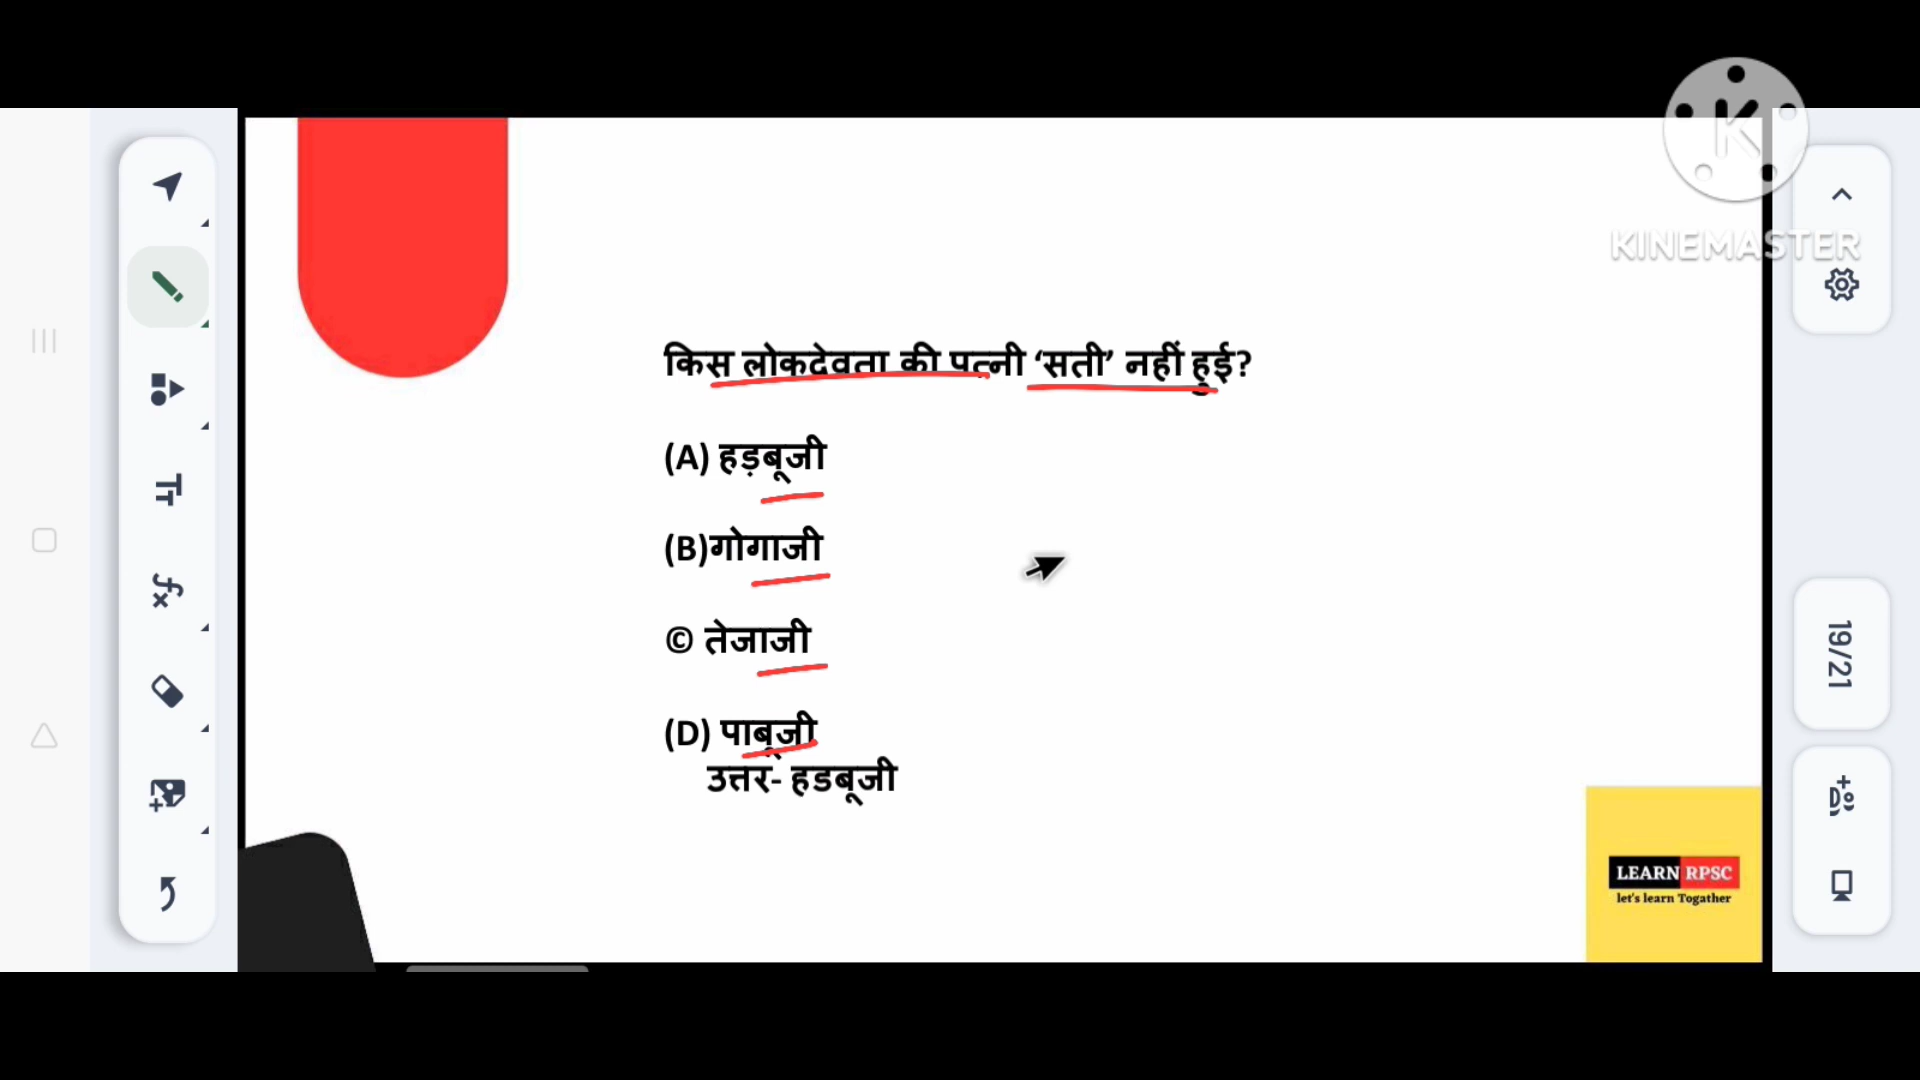 KINEMASTER
किस लोकदेवता की पत्नी ‘सती’ नहीं हुई?
(A) हड़बूजी
(B)गोगाजी
© तेजाजी
(D) पाबूजी
उत्तर- हडबूजी
19/21
LEARN RPSC
let's learn Togather